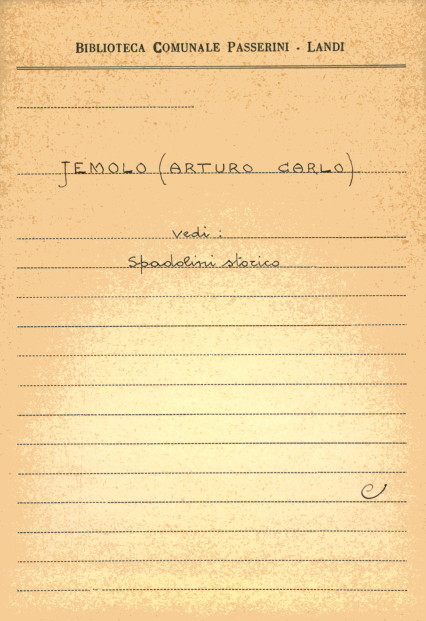 BIBLIOTECA COMUNALE PASSERINI - LANDI
JEMOLO (ARTURO CARLO)
vedi :
Spadolini storico